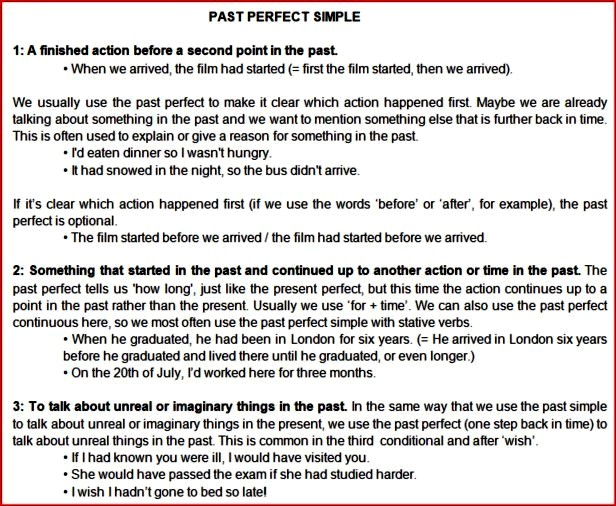 PAST PERFECT SIMPLE
1: A finished action before a second point in the past.
• When we arrived, the film had started (= first the film started, then we arrived).
We usually use the past perfect to make it clear which action happened first. Maybe we are already
talking about something in the past and we want to mention something else that is further back in time.
This is often used to explain or give a reason for something in the past.
• I'd eaten dinner so I wasn't hungry.
• It had snowed in the night, so the bus didn't arrive.
If it's clear which action happened first (if we use the words 'before' or 'after', for example), the past
perfect is optional.
• The film started before we arrived / the film had started before we arrived.
2: Something that started in the past and continued up to another action or time in the past. The
past perfect tells us 'how long', just like the present perfect, but this time the action continues up to a
point in the past rather than the present. Usually we use 'for + time'. We can also use the past perfect
continuous here, so we most often use the past perfect simple with stative verbs.
• When he graduated, he had been in London for six years. (= He arrived in London six years
before he graduated and lived there until he graduated, or even longer.)
• On the 20th of July, I'd worked here for three months.
3: To talk about unreal or imaginary things in the past. In the same way that we use the past simple
to talk about unreal or imaginary things in the present, we use the past perfect (one step back in time) to
talk about unreal things in the past. This is common in the third conditional and after 'wish'.
• If I had known you were ill, I would have visited you.
• She would have passed the exam if she had studied harder.
• I wish I hadn't gone to bed so late!